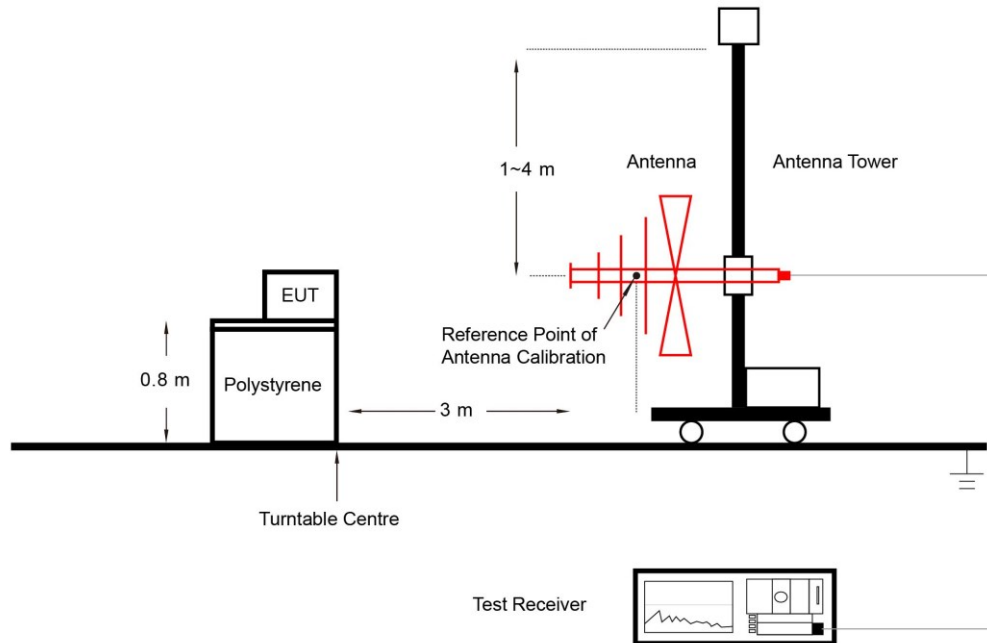 1~4 m
Antenna
Antenna Tower
EUT
Reference Point of
Antenna Calibration
0.8 m
Polystyrene
3 m
Turntable Centre
Test Receiver